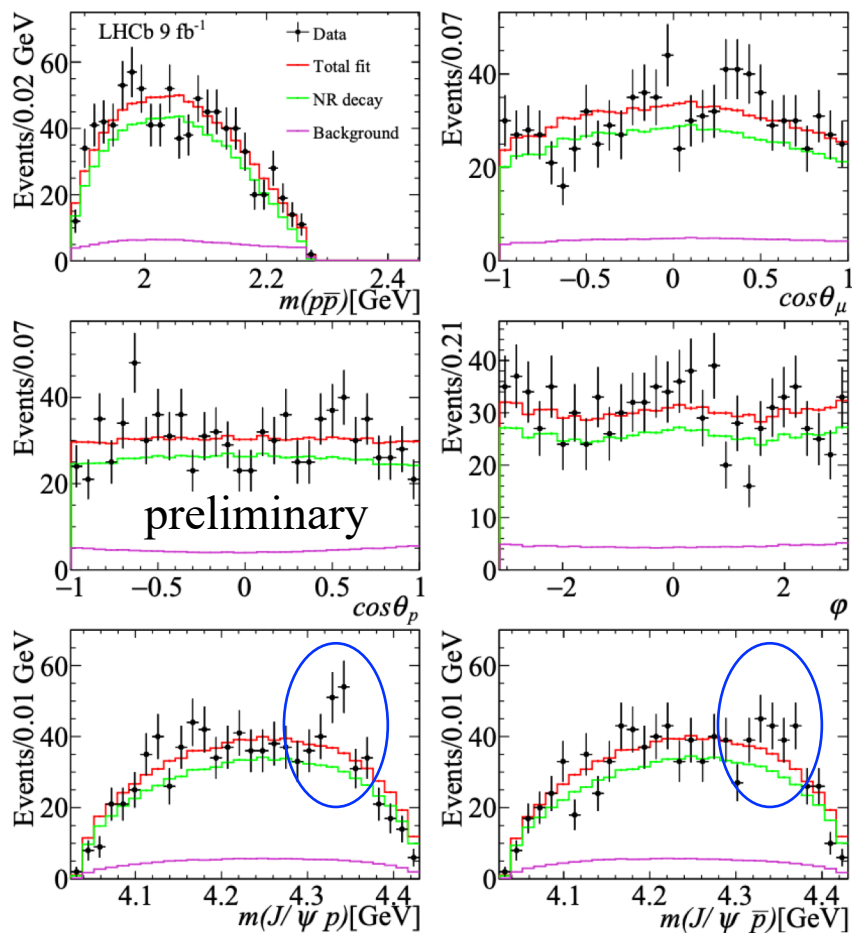 LHCb 9 fb⁻¹
Data
Total fit
NR decay
Background
Events/0.02 GeV
60
40
20
0
2 2.2 2.4
m(pp̅)[GeV]
Events/0.07
40
20
0
−1 −0.5 0 0.5 1
cosθμ
Events/0.07
40
20
0
preliminary
−1 −0.5 0 0.5 1
cosθp
Events/0.21
40
30
20
10
0
−2 0 2
φ
Events/0.01 GeV
60
40
20
0
4.1 4.2 4.3 4.4
m(J/ψ p)[GeV]
Events/0.01 GeV
60
40
20
0
4.1 4.2 4.3 4.4
m(J/ψ p̅)[GeV]